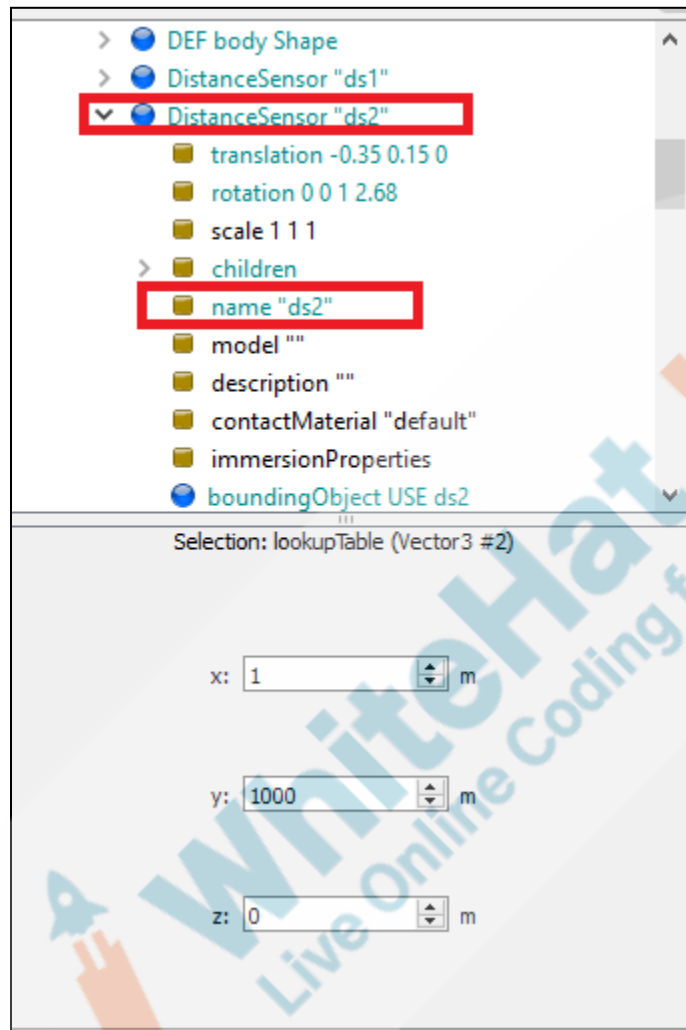 DEF body Shape
DistanceSensor "ds1"
DistanceSensor "ds2"
translation -0.35 0.15 0
rotation 0 0 1 2.68
scale 1 1 1
children
name "ds2"
model ""
description ""
contactMaterial "default"
immersionProperties
boundingObject USE ds2
Selection: lookupTable (Vector3 #2)
x: 1 m
y: 1000 m
z: 0 m
WhiteHat
Live Online Coding f